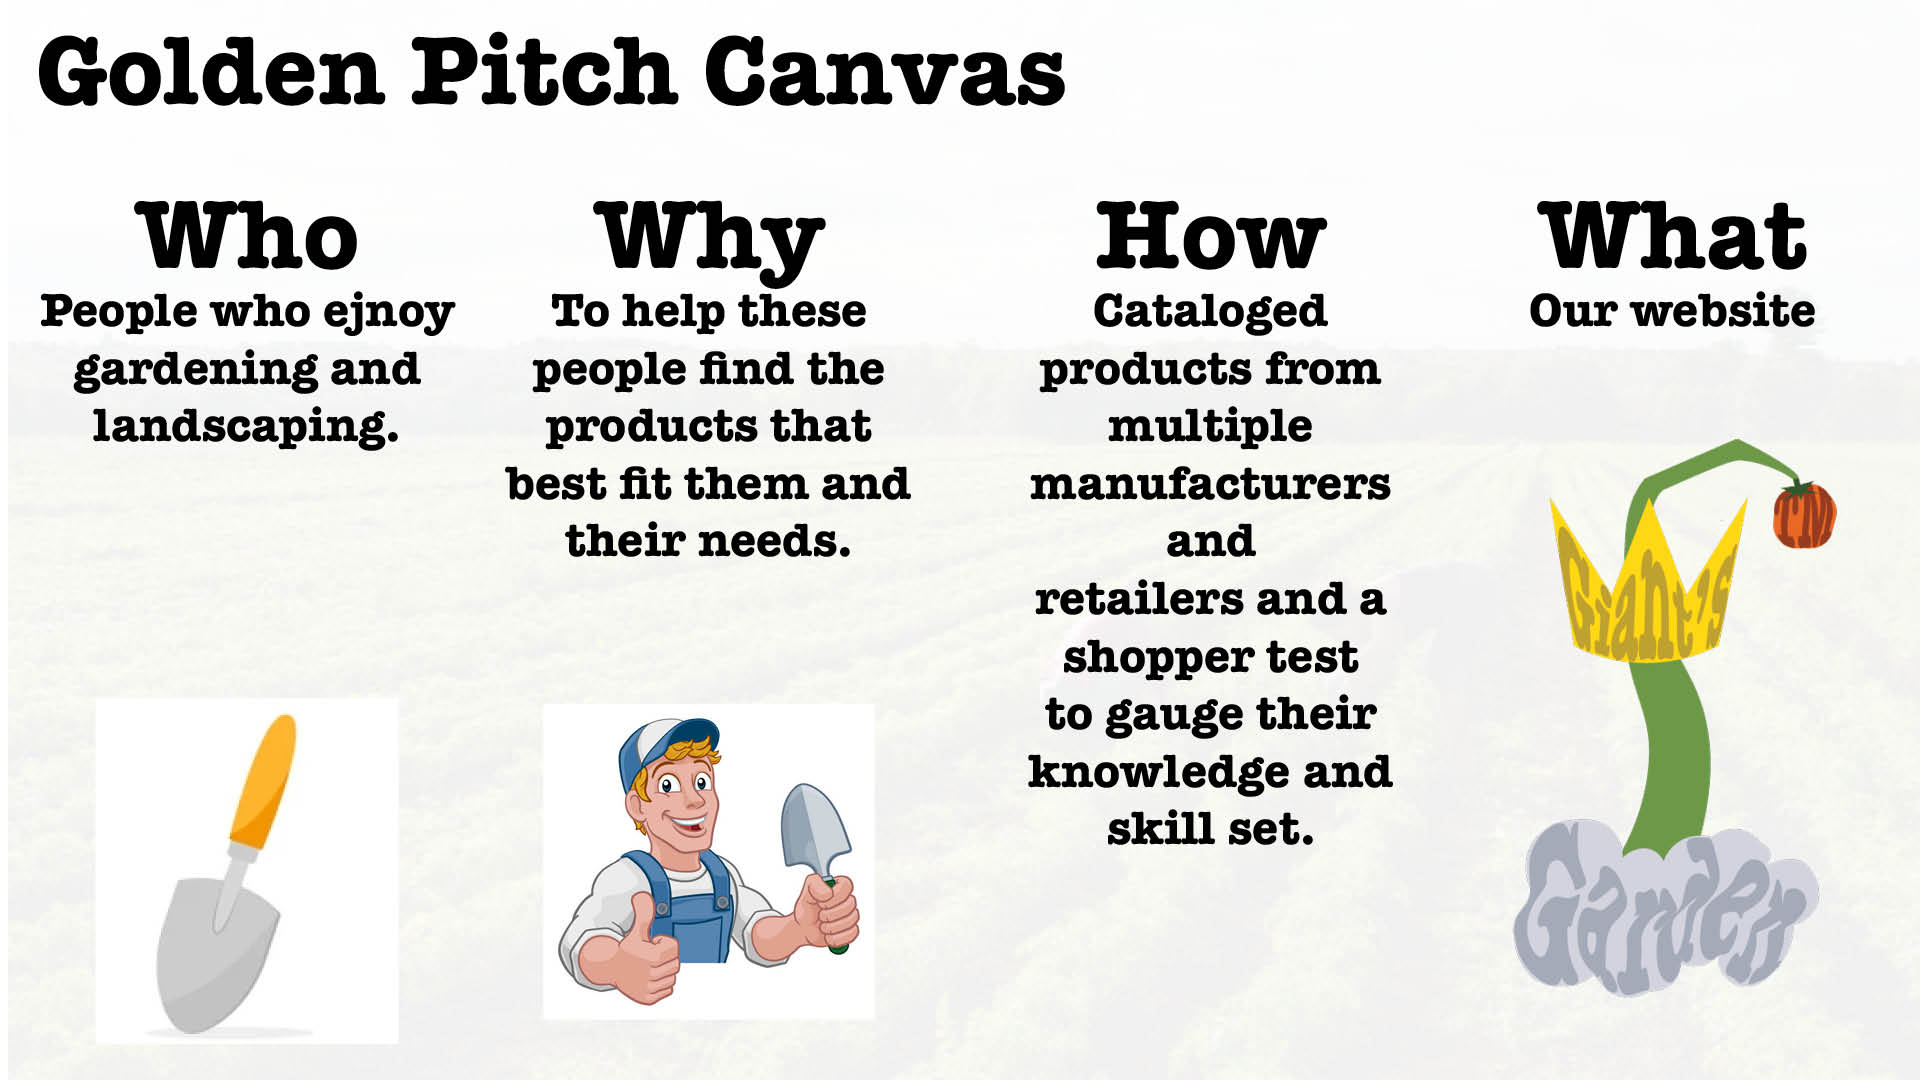 Golden Pitch Canvas
Who
People who ejnoy
gardening and
landscaping.
Why
To help these
people find the
products that
best fit them and
their needs.
How
Cataloged
products from
multiple
manufacturers
and
retailers and a
shopper test
to gauge their
knowledge and
skill set.
What
Our website
TM
Giant's
Garden